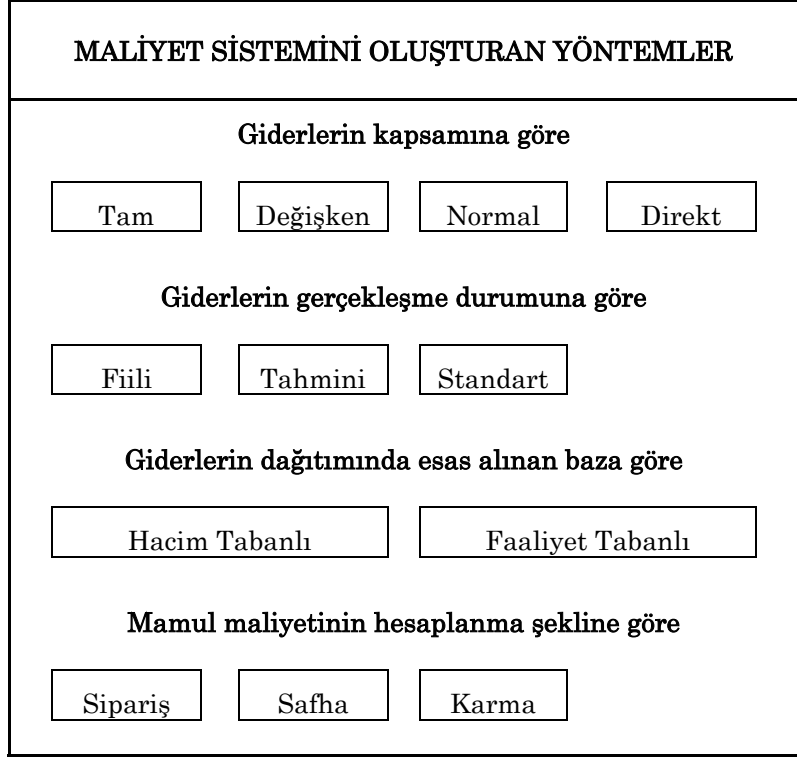 MALİYET SİSTEMİNİ OLUŞTURAN YÖNTEMLER
Giderlerin kapsamına göre
Tam Değişken Normal Direkt
Giderlerin gerçekleşme durumuna göre
Fiili Tahmini Standart
Giderlerin dağıtımında esas alınan baza göre
Hacim Tabanlı Faaliyet Tabanlı
Mamul maliyetinin hesaplanma şekline göre
Sipariş Safha Karma